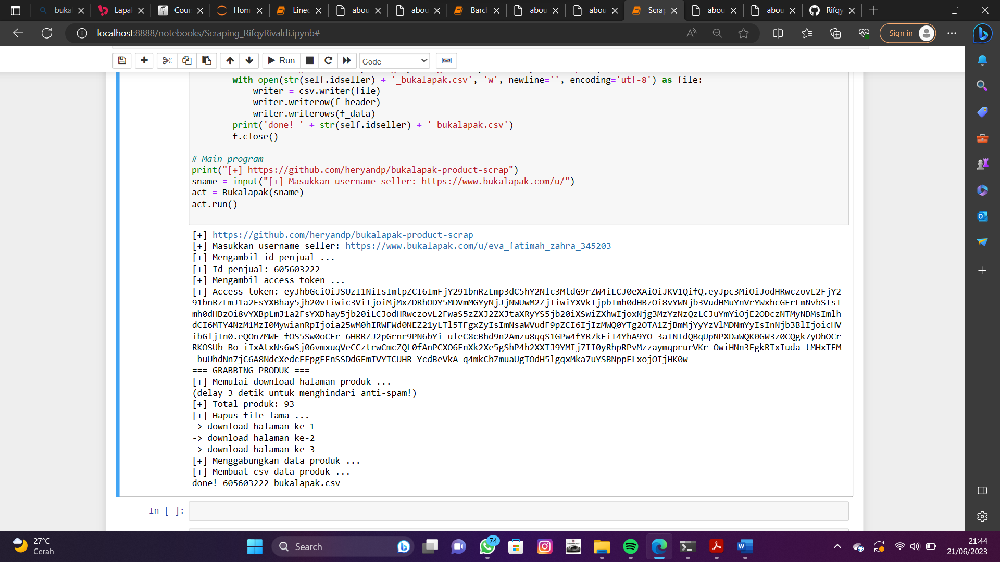 buka
Lapa
Cour
Hom
Linec
abou
abou
Barcl
abou
abou
Scrap
abou
abou
Rifqy
localhost:8888/notebooks/Scraping_RifqyRivaldi.ipynb#
Sign in
Run
Code
with open(str(self.idseller) + '_bukalapak.csv', 'w', newline='', encoding='utf-8') as file:
writer = csv.writer(file)
writer.writerow(f_header)
writer.writerows(f_data)
print('done! ' + str(self.idseller) + '_bukalapak.csv')
f.close()
# Main program
print("[+] https://github.com/heryandp/bukalapak-product-scrap")
sname = input("[+] Masukkan username seller: https://www.bukalapak.com/u/")
act = Bukalapak(sname)
act.run()
[+] https://github.com/heryandp/bukalapak-product-scrap
[+] Masukkan username seller: https://www.bukalapak.com/u/eva_fatimah_zahra_345203
[+] Mengambil id penjual ...
[+] Id penjual: 605603222
[+] Mengambil access token ...
[+] Access token:
=== GRABBING PRODUK ===
[+] Memulai download halaman produk ...
(delay 3 detik untuk menghindari anti-spam!)
[+] Total produk: 93
[+] Hapus file lama ...
-> download halaman ke-1
-> download halaman ke-2
-> download halaman ke-3
[+] Menggabungkan data produk ...
[+] Membuat csv data produk ...
done! 605603222_bukalapak.csv
In [ ]:
27°C
Cerah
Search
74
21:44
21/06/2023